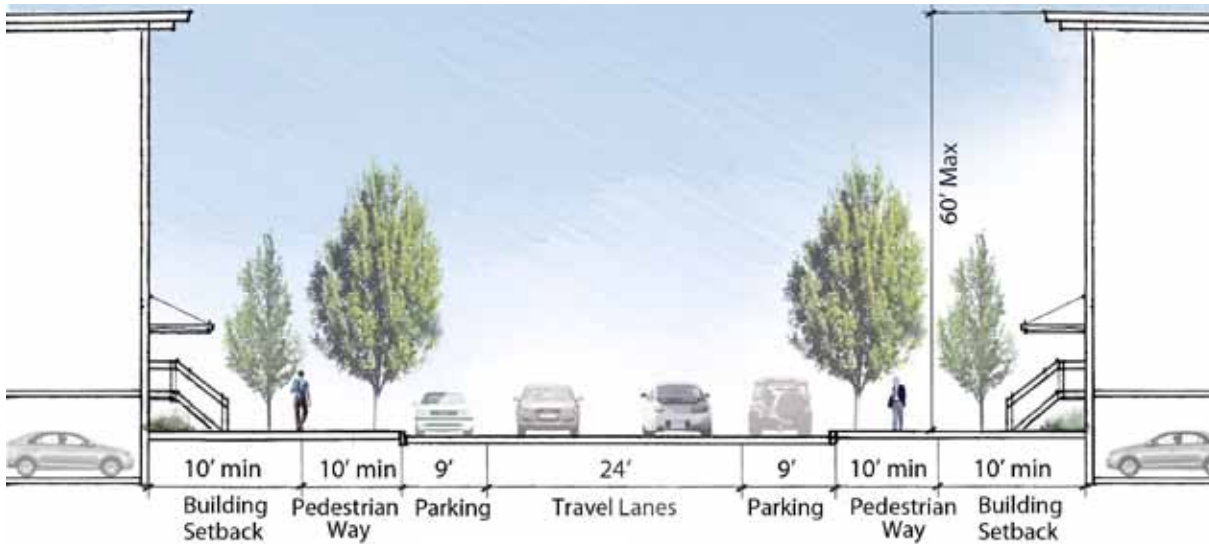 60’ Max
10’ min
10’ min
9’
24’
9’
10’ min
10’ min
Building
Setback
Pedestrian
Way
Parking
Travel Lanes
Parking
Pedestrian
Way
Building
Setback